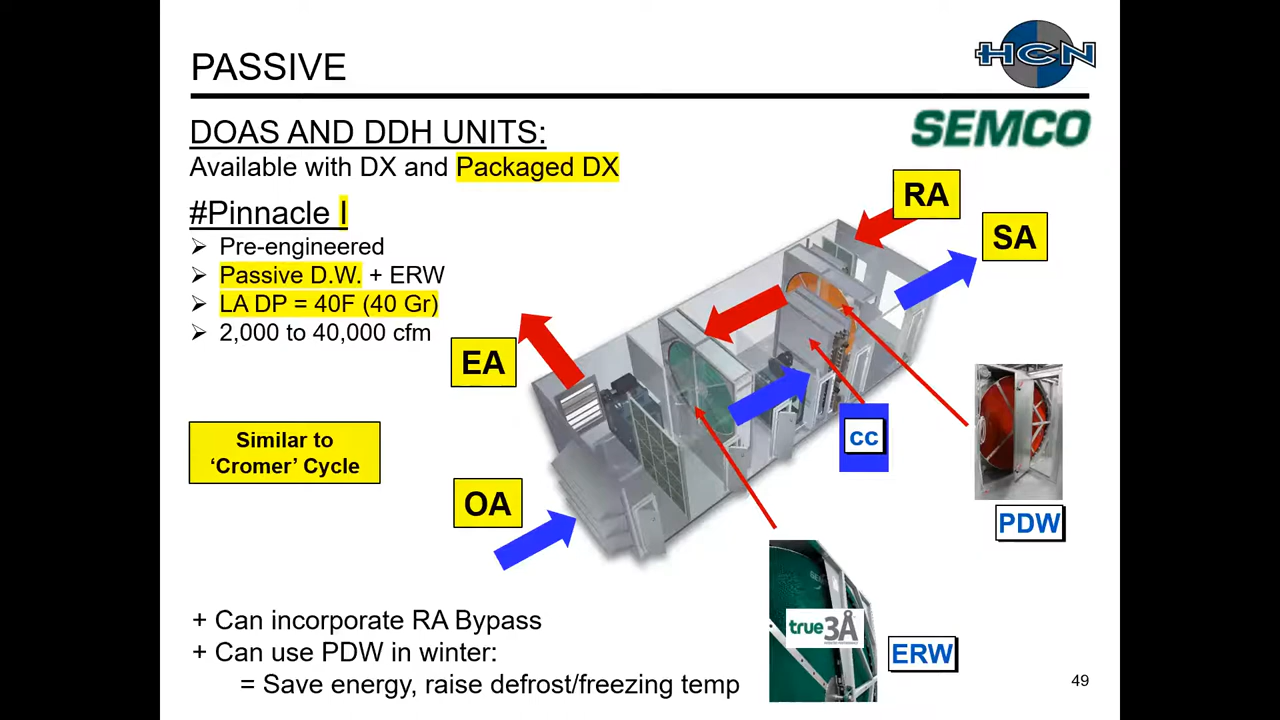 PASSIVE
HCN
SEMCO
DOAS AND DDH UNITS:
Available with DX and Packaged DX
#Pinnacle I
➢ Pre-engineered
➢ Passive D.W. + ERW
➢ LA DP = 40F (40 Gr)
➢ 2,000 to 40,000 cfm
RA
SA
EA
cc
Similar to
‘Cromer’ Cycle
OA
PDW
true3Å
ERW
+ Can incorporate RA Bypass
+ Can use PDW in winter:
= Save energy, raise defrost/freezing temp
49